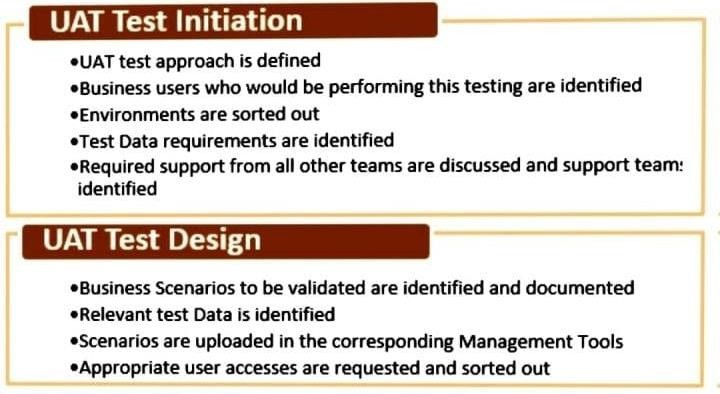 UAT Test Initiation
•UAT test approach is defined
•Business users who would be performing this testing are identified
•Environments are sorted out
•Test Data requirements are identified
•Required support from all other teams are discussed and support teams
identified
UAT Test Design
•Business Scenarios to be validated are identified and documented
•Relevant test Data is identified
•Scenarios are uploaded in the corresponding Management Tools
•Appropriate user accesses are requested and sorted out